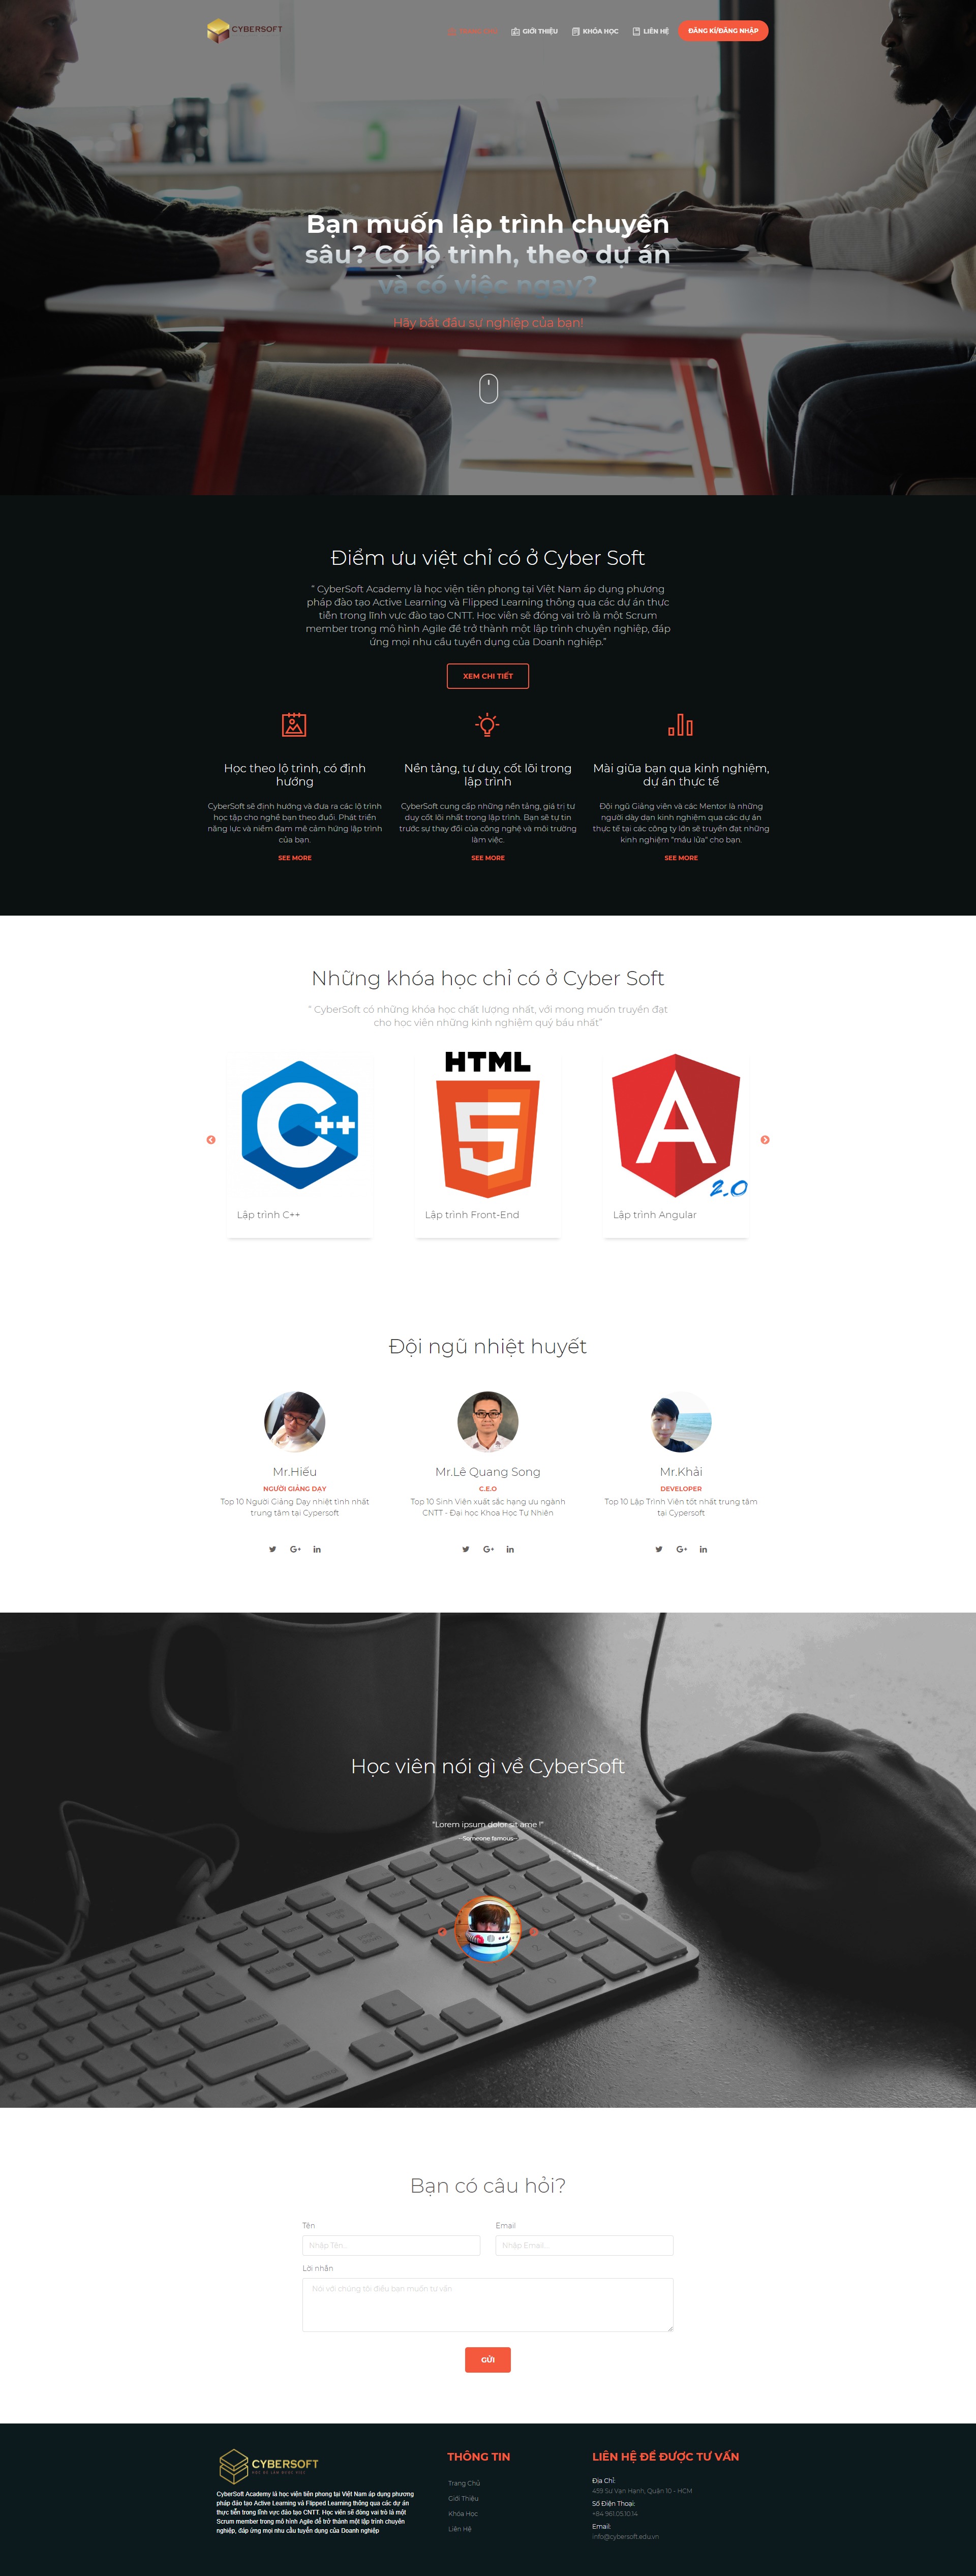 CYBERSOFT
GIỚI THIỆU
KHÓA HỌC
LIÊN HỆ
ĐĂNG KÍ/ĐĂNG NHẬP
Bạn muốn lập trình chuyên
sâu? Có lộ trình, theo dự án
và có việc ngay?
Hãy bắt đầu sự nghiệp của bạn!
Điểm ưu việt chỉ có ở Cyber Soft
“ CyberSoft Academy là học viện tiên phong tại Việt Nam áp dụng phương
pháp đào tạo Active Learning và Flipped Learning thông qua các dự án thực
tiễn trong lĩnh vực đào tạo CNTT. Học viên sẽ đóng vai trò là một Scrum
member trong mô hình Agile để trở thành một lập trình chuyên nghiệp, đáp
ứng mọi nhu cầu tuyển dụng của Doanh nghiệp.”
XEM CHI TIẾT
Học theo lộ trình, có định
hướng
CyberSoft sẽ định hướng và đưa ra các lộ trình
học tập cho nghề bạn theo đuổi. Phát triển
năng lực và niềm đam mê cảm hứng lập trình
của bạn.
SEE MORE
Nền tảng, tư duy, cốt lõi trong
lập trình
CyberSoft cung cấp những nền tảng, giá trị tư
duy cốt lõi nhất trong lập trình. Bạn sẽ tự tin
trước sự thay đổi của công nghệ và môi trường
làm việc.
SEE MORE
Mài giũa bạn qua kinh nghiệm,
dự án thực tế
Đội ngũ Giảng viên và các Mentor là những
người dày dạn kinh nghiệm qua các dự án
thực tế tại các công ty lớn sẽ truyền đạt những
kinh nghiệm "máu lửa" cho bạn.
SEE MORE
Những khóa học chỉ có ở Cyber Soft
“ CyberSoft có những khóa học chất lượng nhất, với mong muốn truyền đạt
cho học viên những kinh nghiệm quý báu nhất”
C++
Lập trình C++
HTML
5
Lập trình Front-End
A
2.0
Lập trình Angular
Đội ngũ nhiệt huyết
Mr.Hiếu
NGƯỜI GIẢNG DẠY
Top 10 Người Giảng Dạy nhiệt tình nhất
trung tâm tại Cypersoft
Mr.Lê Quang Song
C.E.O
Top 10 Sinh Viên xuất sắc hạng ưu ngành
CNTT - Đại học Khoa Học Tự Nhiên
Mr.Khải
DEVELOPER
Top 10 Lập Trình Viên tốt nhất trung tâm
tại Cypersoft
Học viên nói gì về CyberSoft
"Lorem ipsum dolor sit ame !"
~Someone famous~
Bạn có câu hỏi?
Tên
Email
Nhập Tên...
Nhập Email...
Lời nhắn
Nói với chúng tôi điều bạn muốn tư vấn
GỬI
CYBERSOFT
CyberSoft Academy là học viện tiên phong tại Việt Nam áp dụng phương
pháp đào tạo Active Learning và Flipped Learning thông qua các dự án
thực tiễn trong lĩnh vực đào tạo CNTT. Học viên sẽ đóng vai trò là một
Scrum member trong mô hình Agile để trở thành một lập trình chuyên
nghiệp, đáp ứng mọi nhu cầu tuyển dụng của Doanh nghiệp
THÔNG TIN
Trang Chủ
Giới Thiệu
Khóa Học
Liên Hệ
LIÊN HỆ ĐỂ ĐƯỢC TƯ VẤN
Địa Chỉ:
459 Sư Vạn Hạnh, Quận 10 - HCM
Số Điện Thoại:
+84 961.05.10.14
Email:
info@cybersoft.edu.vn